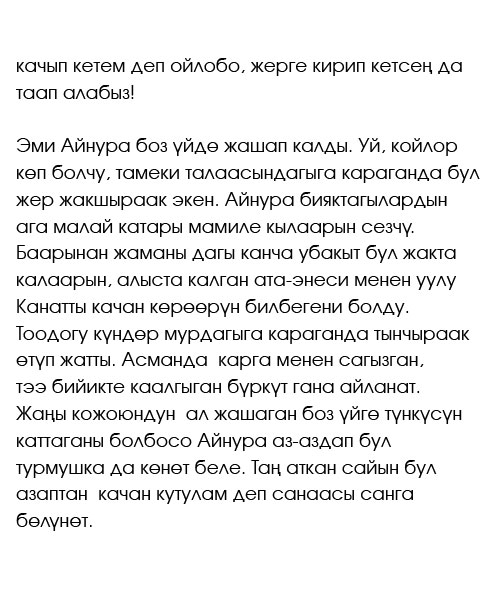 качып кетем деп ойлобо, жерге кирип кетсең да
таап алабыз!
Эми Айнура боз үйдө жашап калды. Уй, койлор
көп болчу, тамеки талаасындагыга караганда бул
жер жакшыраак экен. Айнура бияктагылардын
ага малай катары мамиле кылаарын сезчү.
Баарынан жаманы дагы канча убакыт бул жакта
калаарын, алыста калган ата-энеси менен уулу
Канатты качан көрөөрүн билбегени болду.
Тоодогу күндөр мурдагыга караганда тынчыраак
өтүп жатты. Асманда  карга менен сагызган,
тээ бийикте каалгыган бүркүт гана айланат.
Жаңы кожоюндун  ал жашаган боз үйгө түнкүсүн
каттаганы болбосо Айнура аз-аздап бул
турмушка да көнөт беле. Таң аткан сайын бул
азаптан  качан кутулам деп санаасы санга
бөлүнөт.